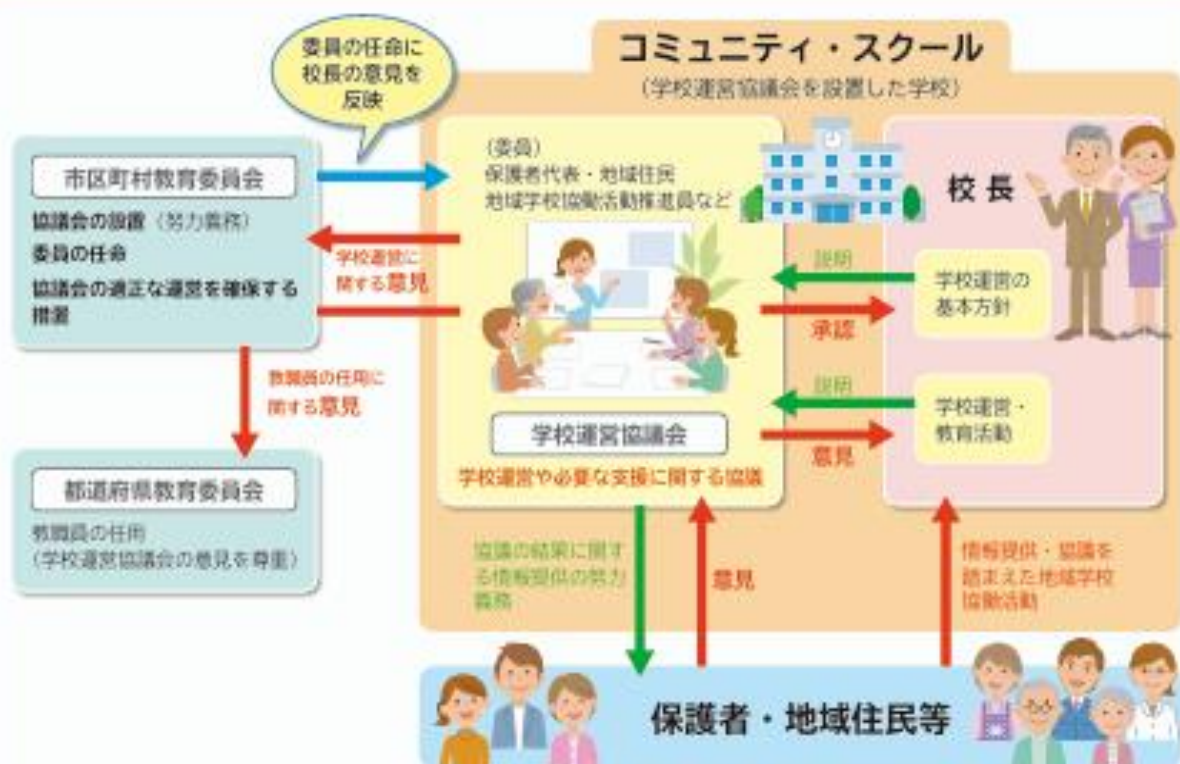 委員の任命に
校長の意見を
反映
コミュニティ・スクール
(学校運営協議会を設置した学校)
市区町村教育委員会
協議会の設置（努力義務）
委員の任命
協議会の適正な運営を確保する
措置
(委員)
保護者代表・地域住民
地域学校協働活動推進員など
校長
学校運営に
関する意見
説明
学校運営の
基本方針
承認
教職員の任用に
関する意見
説明
学校運営・
教育活動
意見
学校運営協議会
学校運営や必要な支援に関する協議
都道府県教育委員会
教職員の任用
(学校運営協議会の意見を尊重)
協議の結果に関す
る情報提供の努力
義務
意見
情報提供・協議を
踏まえた地域学校
協働活動
保護者・地域住民等